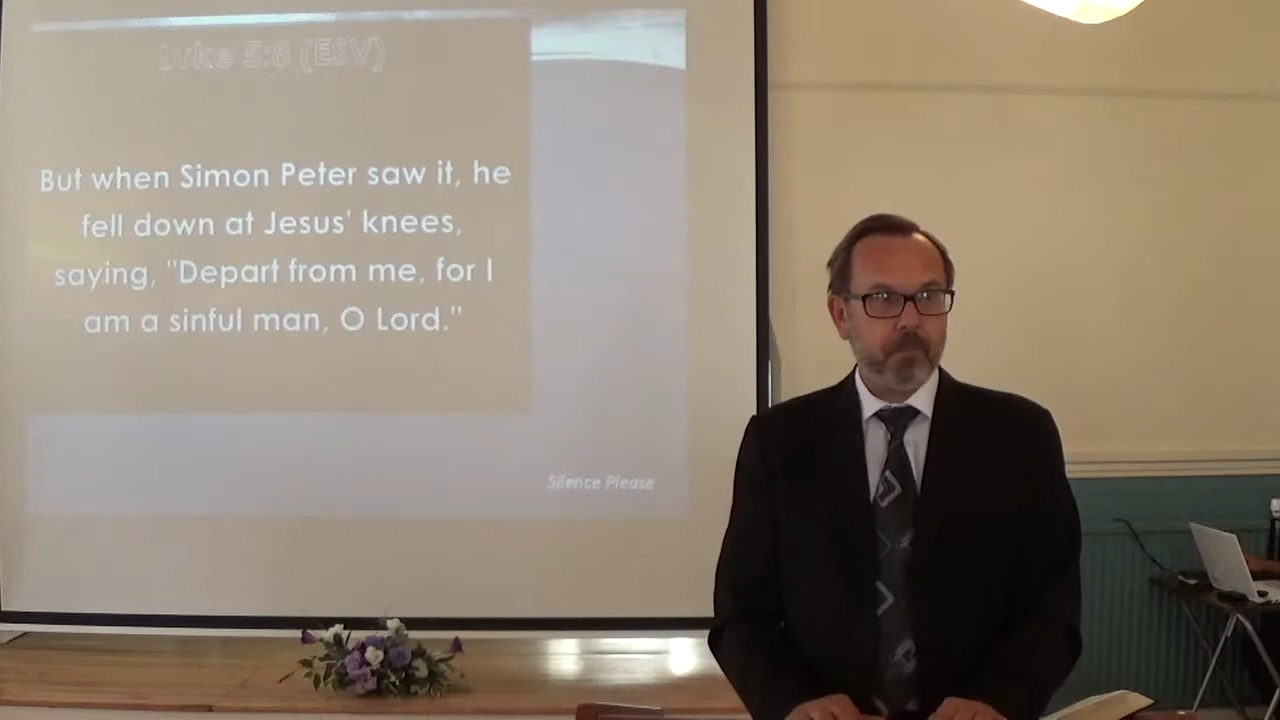 Luke 5:8 (ESV)
But when Simon Peter saw it, he
fell down at Jesus' knees,
saying, "Depart from me, for I
am a sinful man, O Lord."
Silence Please